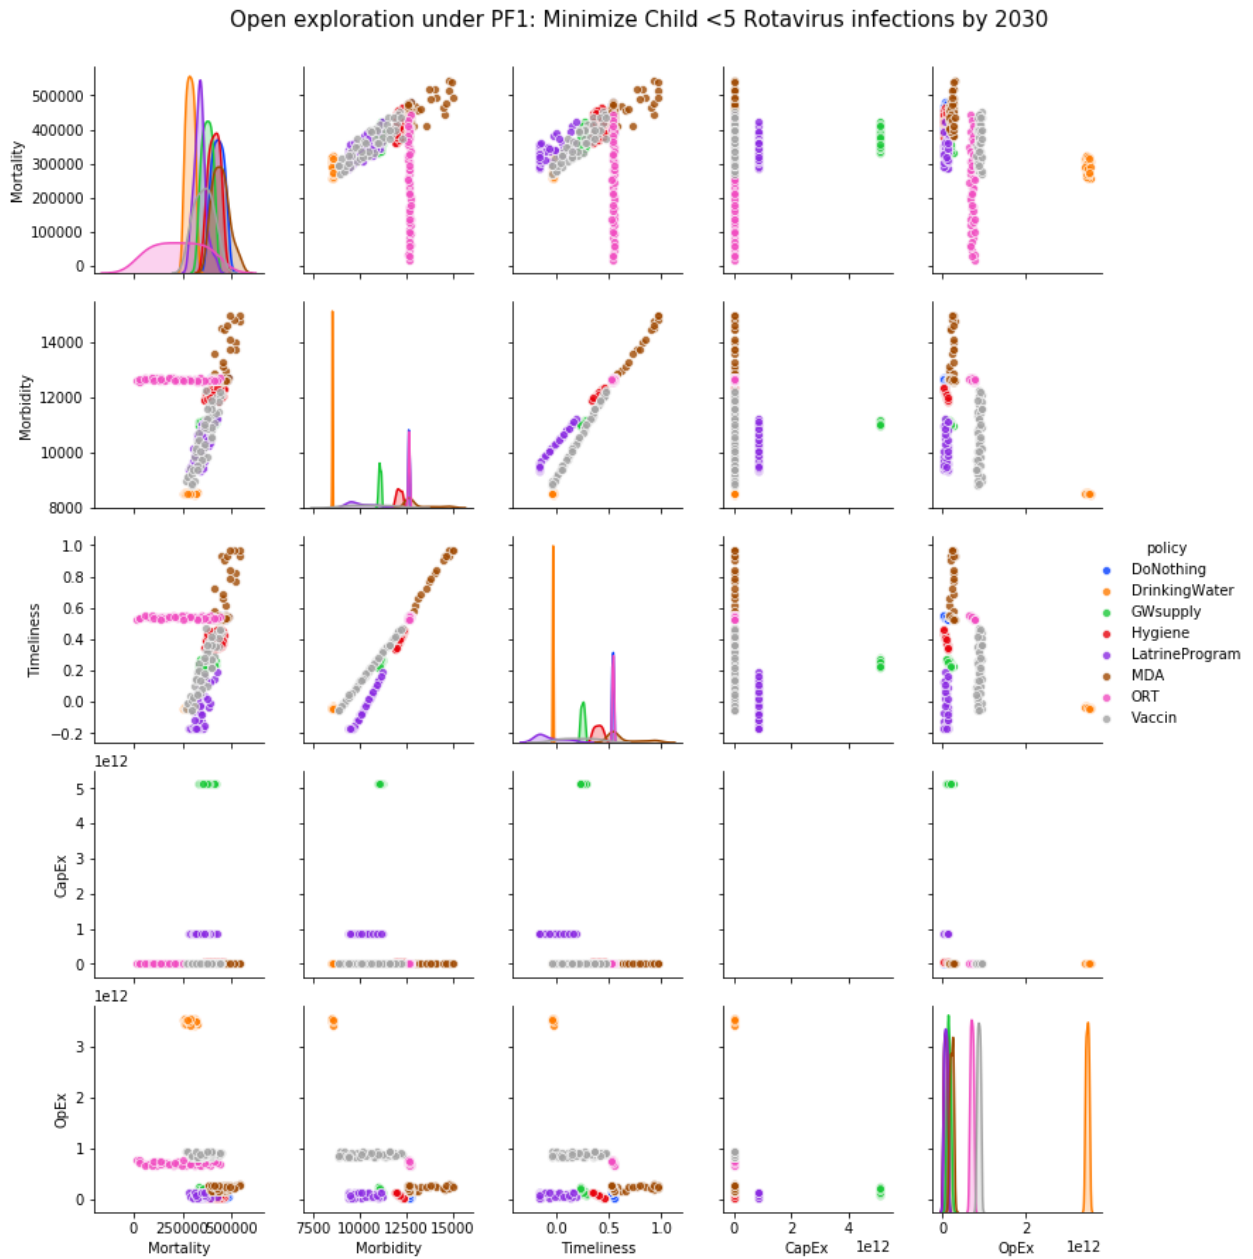 Open exploration under PF1: Minimize Child <5 Rotavirus infections by 2030
500000
400000
300000
200000
100000
0
Mortality
14000
12000
10000
8000
Morbidity
1.0
0.8
0.6
0.4
0.2
0.0
−0.2
Timeliness
policy
DoNothing
DrinkingWater
GWsupply
Hygiene
LatrineProgram
MDA
ORT
Vaccin
1e12
5
4
3
2
1
0
CapEx
1e12
3
2
1
0
OpEx
0 250000 500000
Mortality
7500 10000 12500 15000
Morbidity
0.0 0.5 1.0
Timeliness
0 2 4
1e12
CapEx
0 2
1e12
OpEx